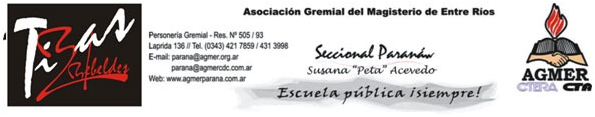 Tizas
Rebeldes
Asociación Gremial del Magisterio de Entre Ríos
Personería Gremial - Res. Nº 505 / 93
Laprida 136 // Tel. (0343) 421 7859 / 431 3998
E-mail: parana@agmer.org.ar
parana@agmercdc.com.ar
Web: www.agmerparana.com.ar
Seccional Paraná
Susana "Peta" Acevedo
Escuela pública ¡siempre!
AGMER
CTERA CTA